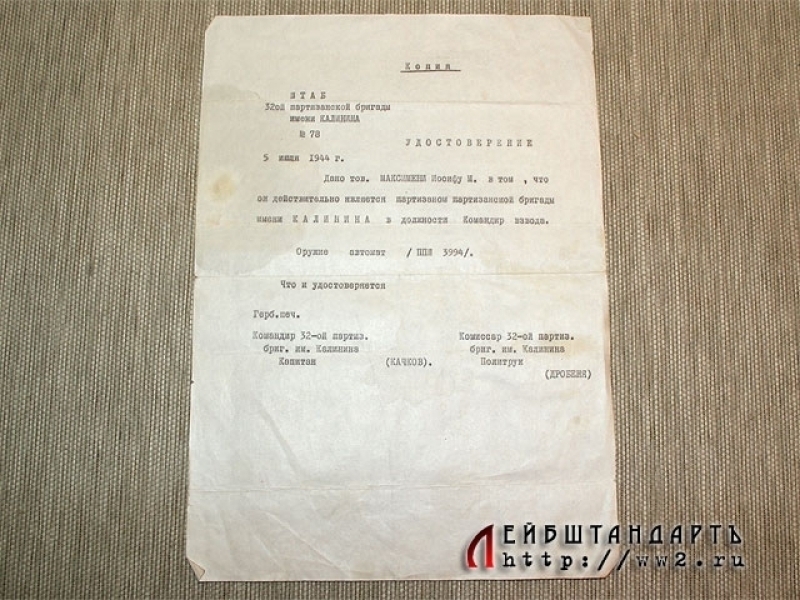 Копия
ШТАБ
32ой партизанской бригады
имени КАЛИНИНА
№ 78
УДОСТОВЕРЕНИЕ
5 июля 1944 г.
Дано тов. Иосифу М. в том , что
он действительно является партизаном партизанской бригады
имени КАЛИНИНА в должности Командир взвода.
Оружие автомат / ППШ 3994/.
Что и удостоверяется
Герб.печ.
Командир 32-ой партиз. Комиссар 32-ой партиз.
бриг. им. Калинина бриг. им. Калинина
Капитан (КАЧКОВ). Политрук
(ДРОБЕНЯ)
ЛЕЙБШТАНДАРТЪ
http://ww2.ru